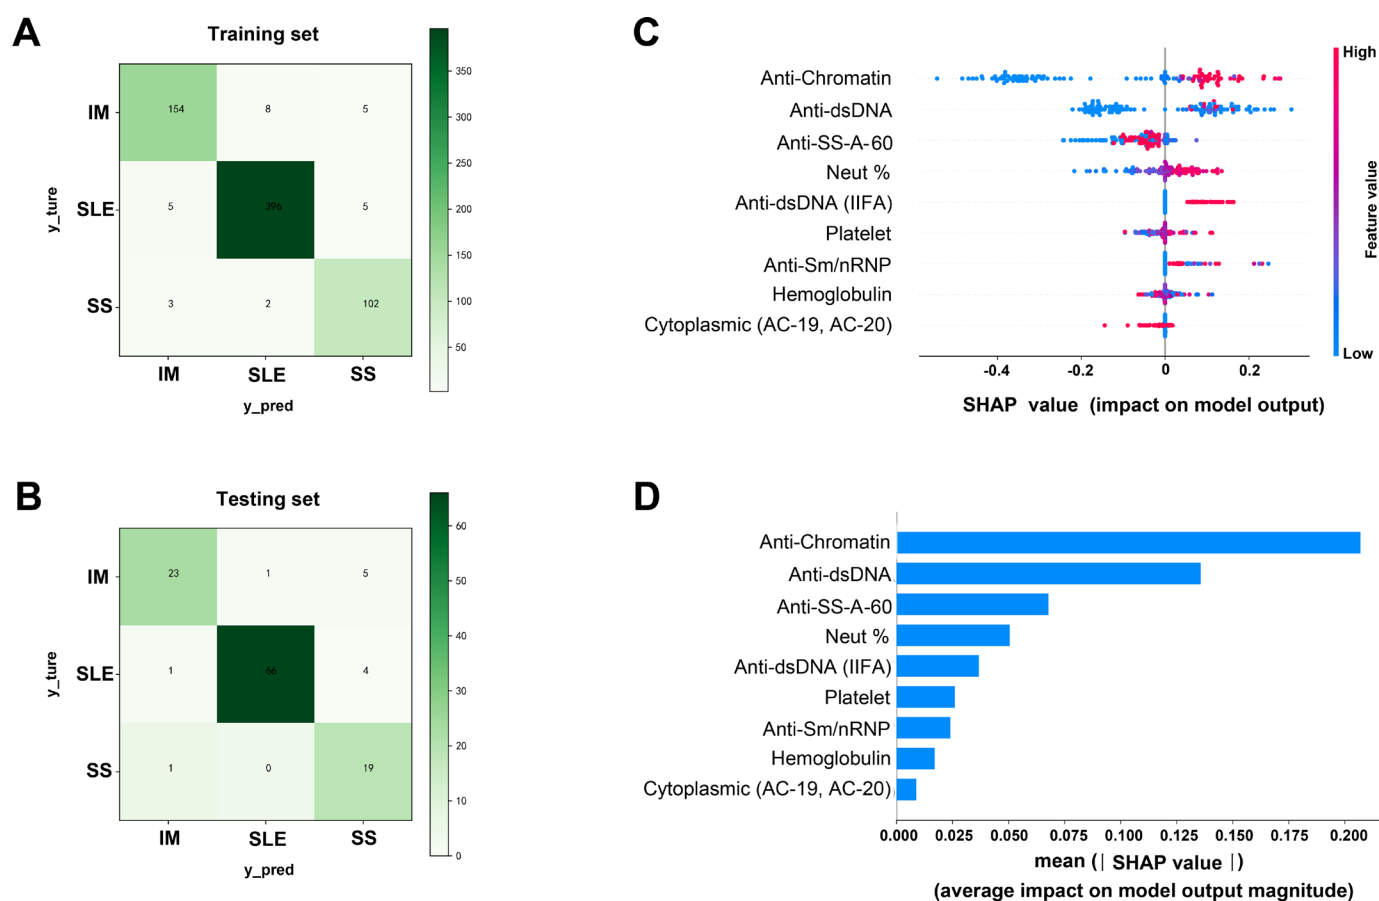 A
Training set
IM
SLE
SS
y_ture
154
8
5
5
396
5
3
2
102
IM
SLE
SS
y_pred
350
300
250
200
150
100
50
B
Testing set
IM
SLE
SS
y_ture
23
1
5
1
66
4
1
0
19
IM
SLE
SS
y_pred
60
50
40
30
20
10
0
C
Anti-Chromatin
Anti-dsDNA
Anti-SS-A-60
Neut %
Anti-dsDNA (IIFA)
Platelet
Anti-Sm/nRNP
Hemoglobulin
Cytoplasmic (AC-19, AC-20)
-0.4
-0.2
0
0.2
SHAP value (impact on model output)
High
Feature value
Low
D
Anti-Chromatin
Anti-dsDNA
Anti-SS-A-60
Neut %
Anti-dsDNA (IIFA)
Platelet
Anti-Sm/nRNP
Hemoglobulin
Cytoplasmic (AC-19, AC-20)
0.000
0.025
0.050
0.075
0.100
0.125
0.150
0.175
0.200
mean (| SHAP value |)
(average impact on model output magnitude)